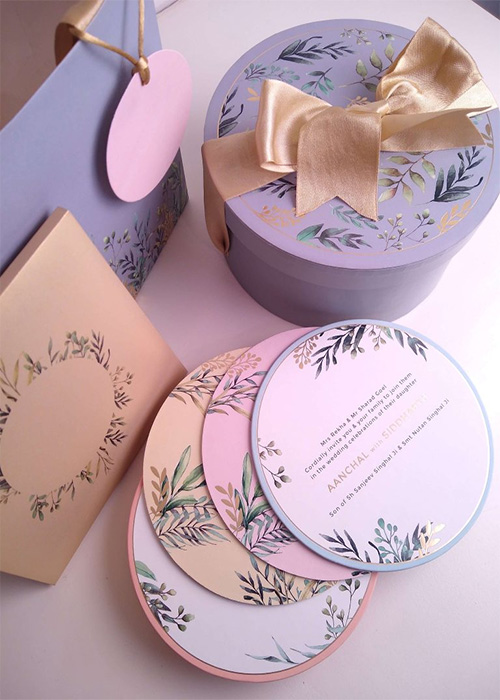 Mrs Rekha & Mr Sharad Goel
Cordially invite you & your family to join them
in the wedding celebrations of their daughter
AANCHAL with SIDDHARTH
Son of Sh Sanjeev Singhal Ji & Smt Nutan Singhal Ji